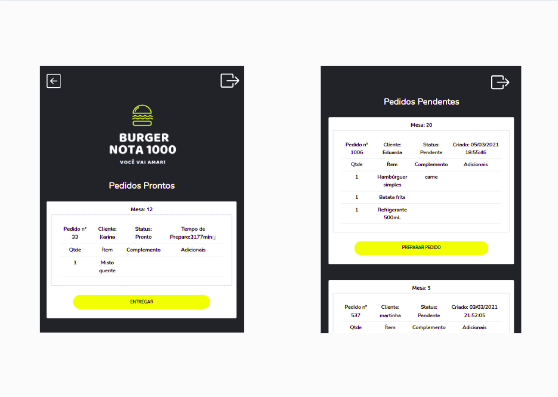 BURGER
NOTA 1000
VOCÊ VAI AMAR!
Pedidos Prontos
Mesa: 12
Pedido nº Cliente: Status: Tempo de
33 Karina Pronto Preparo:3177min
Qtde Item Complemento Adicionais
1 Misto
quente
ENTREGAR
Pedidos Pendentes
Mesa: 20
Pedido nº Cliente: Status: Criado: 05/03/2021
1006 Eduarda Pendente 18:55:46
Qtde Item Complemento Adicionais
1 Hambúrguer carne
simples
1 Batata frita
1 Refrigerante
500mL
PREPARAR PEDIDO
Mesa: 5
Pedido nº Cliente: Status: Criado: 03/03/2021
537 martinha Pendente 21:52:05
Qtde Item Complemento Adicionais